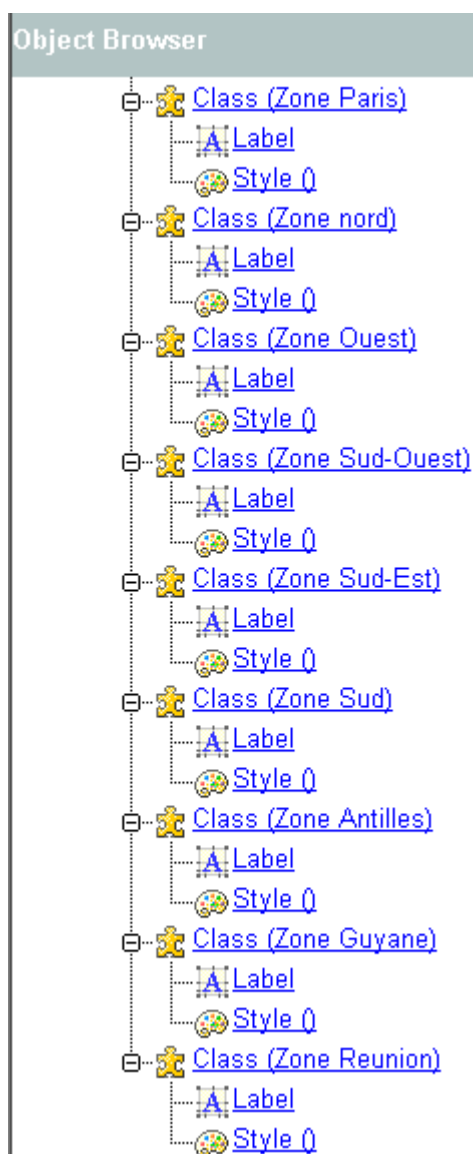 Object Browser
Class (Zone Paris)
Label
Style ()
Class (Zone nord)
Label
Style ()
Class (Zone Ouest)
Label
Style ()
Class (Zone Sud-Ouest)
Label
Style ()
Class (Zone Sud-Est)
Label
Style ()
Class (Zone Sud)
Label
Style ()
Class (Zone Antilles)
Label
Style ()
Class (Zone Guyane)
Label
Style ()
Class (Zone Reunion)
Label
Style ()